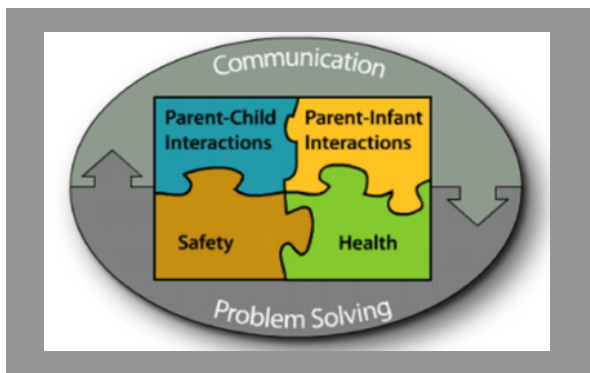 Communication
Parent-Child
Interactions
Parent-Infant
Interactions
Safety
Health
Problem Solving